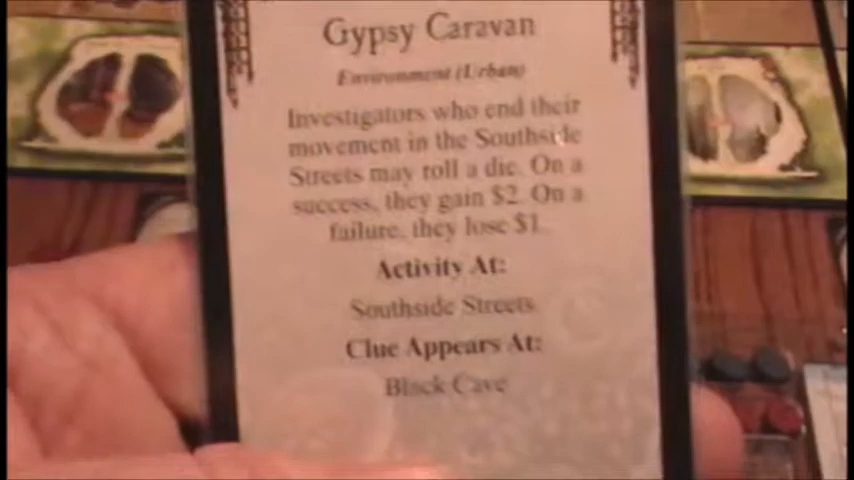 Gypsy Caravan
Environment (Urban)
Investigators who end their
movement in the Southside
Streets may roll a die. On a
success, they gain $2. On a
failure, they lose $1.
Activity At:
Southside Streets
Clue Appears At:
Black Cave